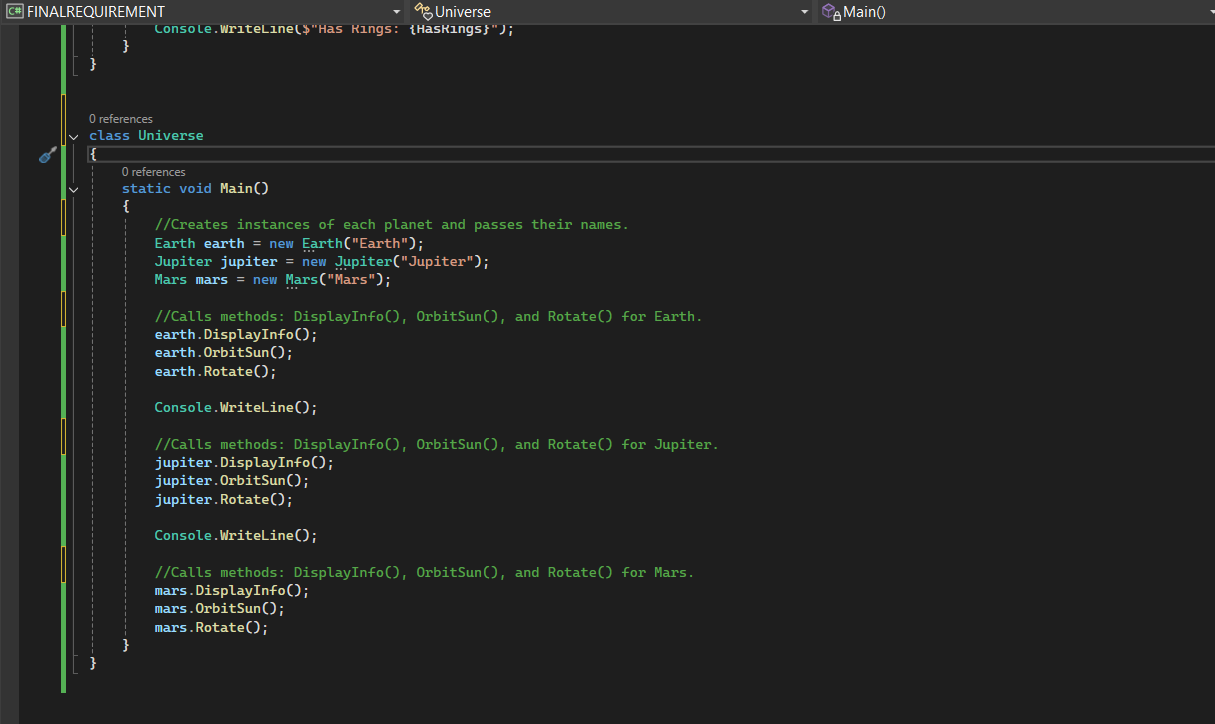 C# FINALREQUIREMENT Universe Main()
Console.WriteLine($"Has Rings: {HasRings}");
}
}
0 references
class Universe
{
0 references
static void Main()
{
//Creates instances of each planet and passes their names.
Earth earth = new Earth("Earth");
Jupiter jupiter = new Jupiter("Jupiter");
Mars mars = new Mars("Mars");
//Calls methods: DisplayInfo(), OrbitSun(), and Rotate() for Earth.
earth.DisplayInfo();
earth.OrbitSun();
earth.Rotate();
Console.WriteLine();
//Calls methods: DisplayInfo(), OrbitSun(), and Rotate() for Jupiter.
jupiter.DisplayInfo();
jupiter.OrbitSun();
jupiter.Rotate();
Console.WriteLine();
//Calls methods: DisplayInfo(), OrbitSun(), and Rotate() for Mars.
mars.DisplayInfo();
mars.OrbitSun();
mars.Rotate();
}
}